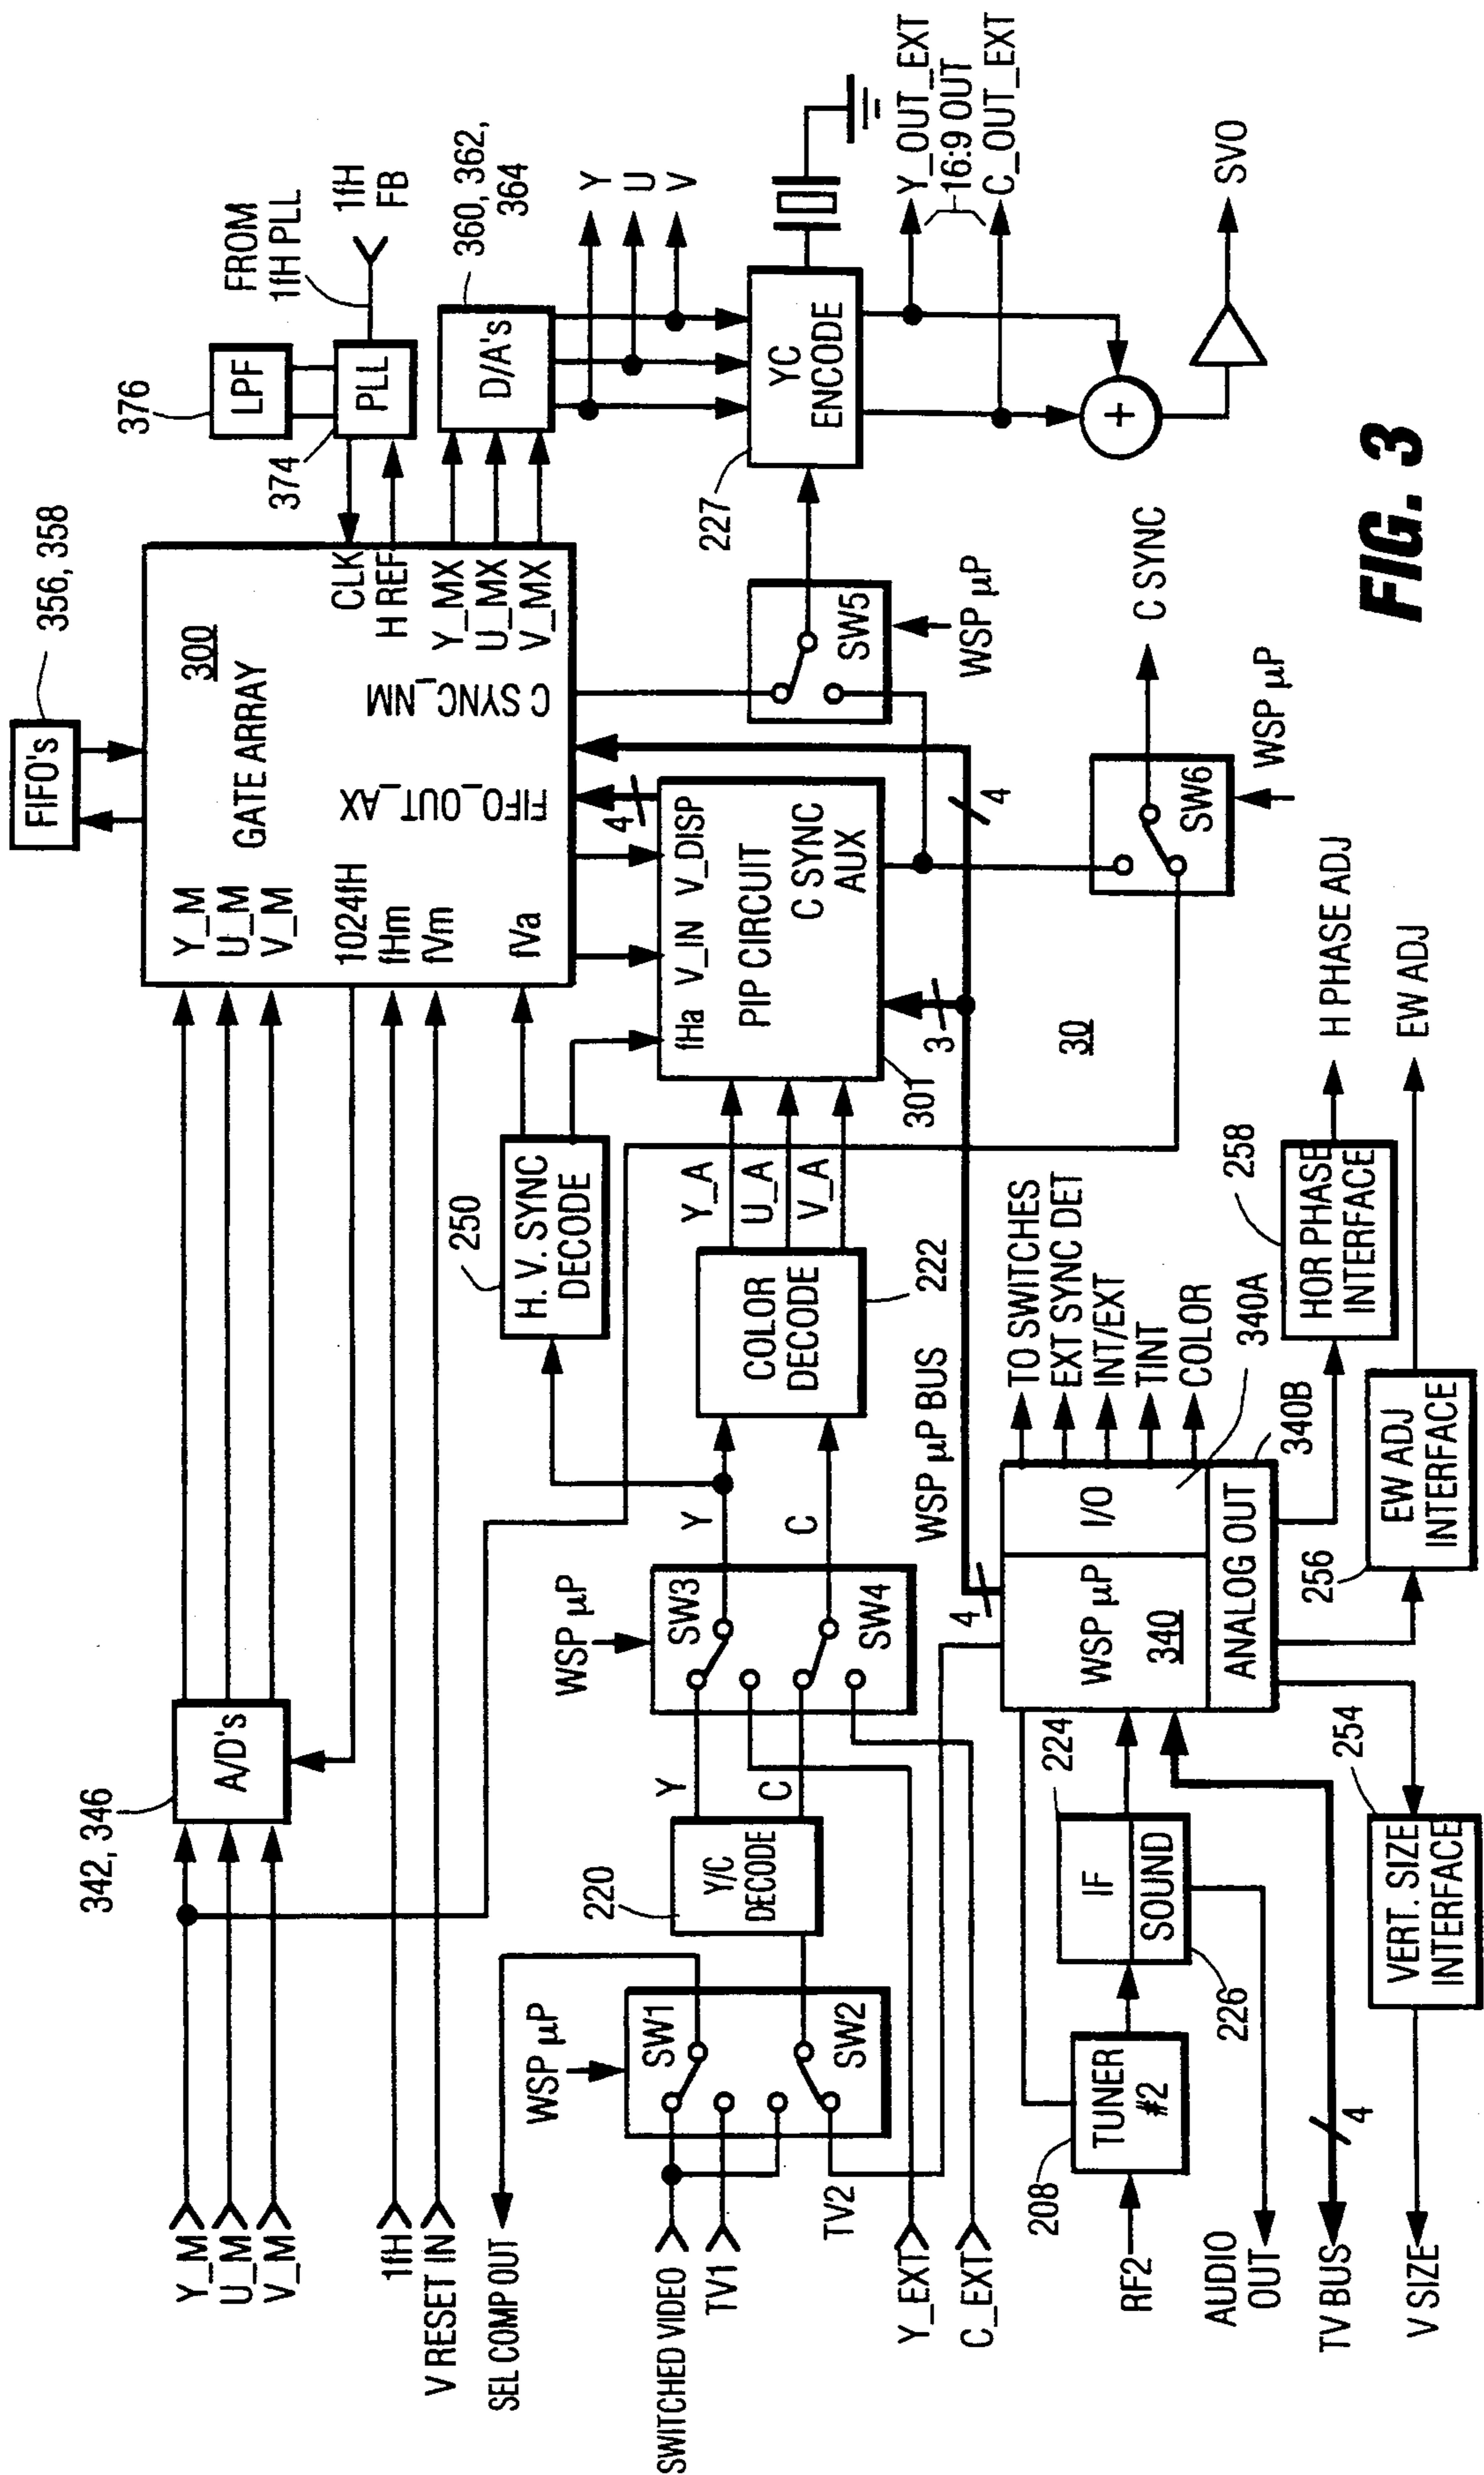 Y_M
U_M
V_M
1fH
V RESET IN
SEL COMP OUT
SWITCHED VIDEO
TV1
TV2
Y_EXT
C_EXT
RF2
AUDIO
OUT
TV BUS
4
V SIZE
342, 346
A/D's
WSP µP
SW1
SW2
220
Y/C
DECODE
Y
C
WSP µP
SW3
SW4
Y
C
208
TUNER
#2
224
IF
SOUND
226
254
VERT. SIZE
INTERFACE
4
WSP µP
340
I/O
ANALOG OUT
340A
340B
WSP µP BUS
TO SWITCHES
EXT SYNC DET
INT/EXT
TINT
COLOR
256
EW ADJ
INTERFACE
EW ADJ
258
HOR PHASE
INTERFACE
H PHASE ADJ
250
H. V. SYNC
DECODE
COLOR
DECODE
222
Y_A
U_A
V_A
30
301
3
4
fHa
V_IN
V_DISP
PIP CIRCUIT
C SYNC
AUX
4
FIFO's
356, 358
Y_M
U_M
V_M
1024fH
fHm
fVm
fVa
300
GATE ARRAY
FIFO_OUT_AX
C SYNC_NM
CLK
H REF
Y_MX
U_MX
V_MX
376
LPF
374
PLL
FROM
1fH PLL
1fH
FB
D/A's
360, 362,
364
Y
U
V
227
YC
ENCODE
SW5
WSP µP
SW6
WSP µP
C SYNC
Y_OUT_EXT
16:9 OUT
C_OUT_EXT
+
SVO
FIG. 3